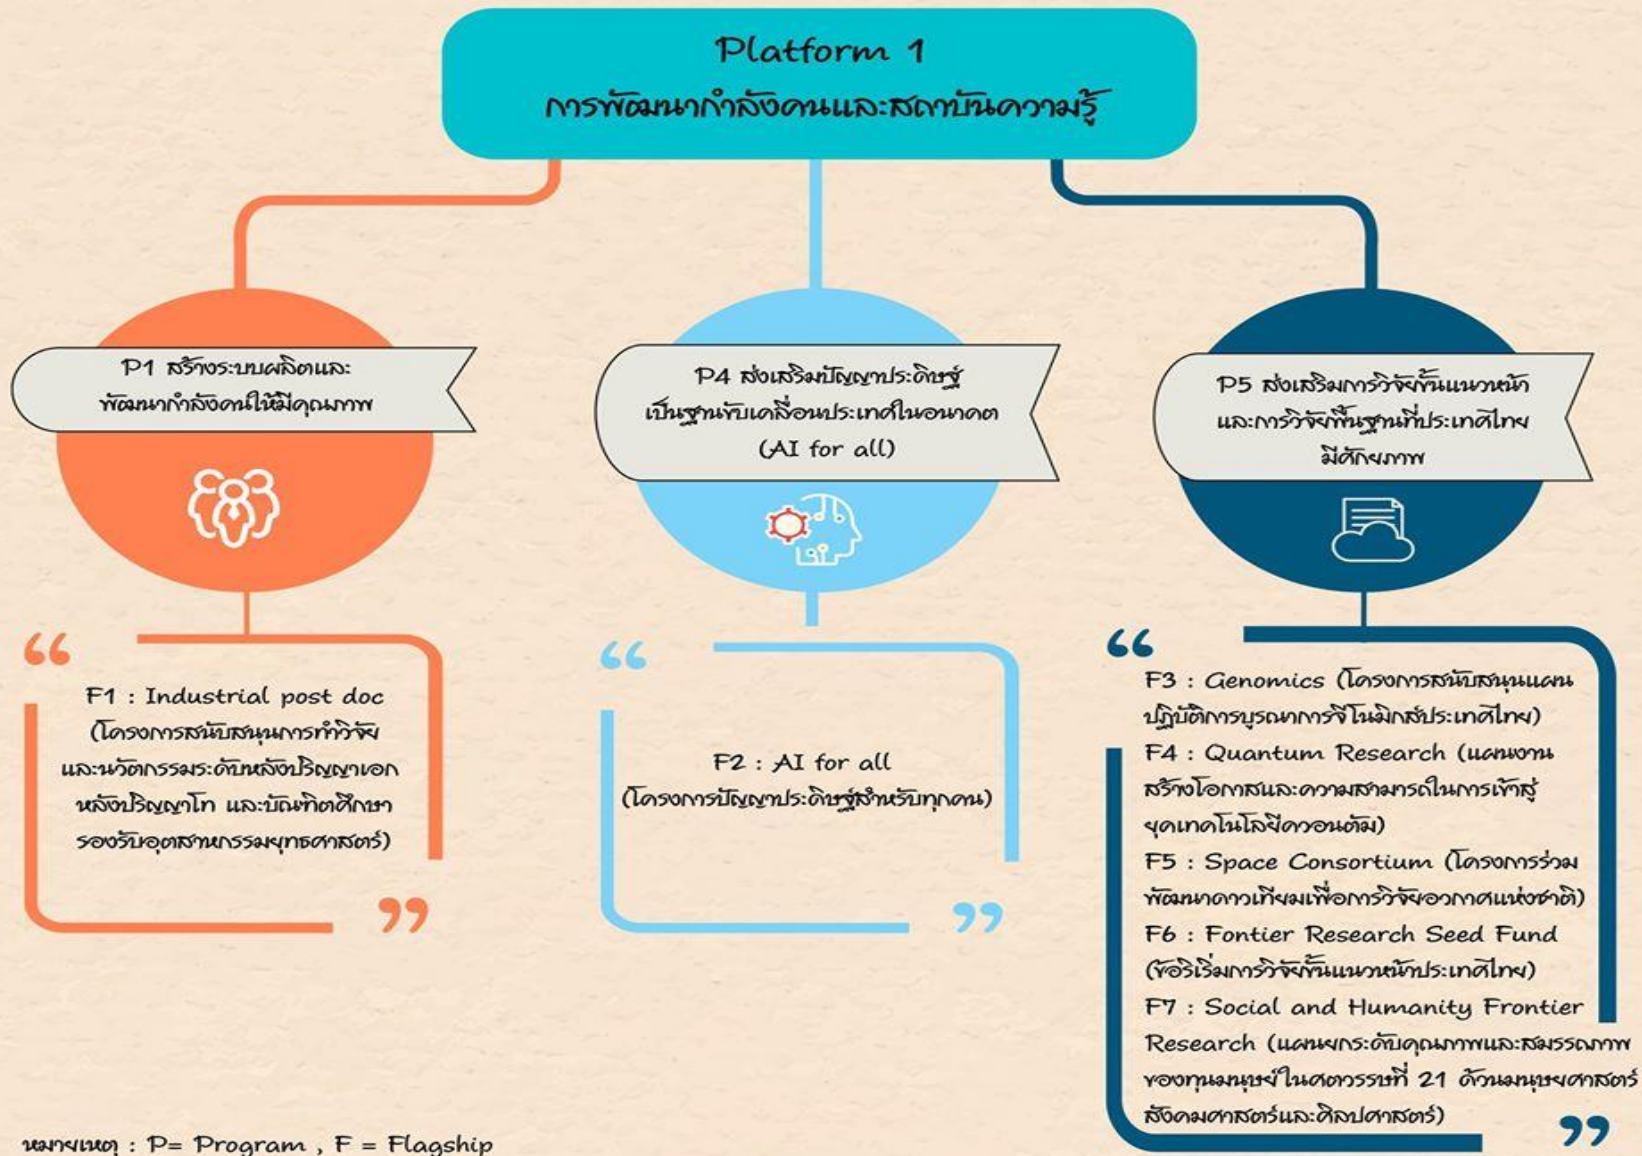 Platform 1
การพัฒนากำลังคนและสถาบันความรู้
P1 สร้างระบบผลิตและ
พัฒนากำลังคนให้มีคุณภาพ
P4 ส่งเสริมปัญญาประดิษฐ์
เป็นฐานขับเคลื่อนประเทศในอนาคต
(AI for all)
P5 ส่งเสริมการวิจัยขั้นแนวหน้า
และการวิจัยพื้นฐานที่ประเทศไทย
มีศักยภาพ
F1 : Industrial post doc
(โครงการสนับสนุนการทำวิจัย
และนวัตกรรมระดับหลังปริญญาเอก
หลังปริญญาโท และบัณฑิตศึกษา
รองรับอุตสาหกรรมยุทธศาสตร์)
F2 : AI for all
(โครงการปัญญาประดิษฐ์สำหรับทุกคน)
F3 : Genomics (โครงการสนับสนุนแผน
ปฏิบัติการบูรณาการจีโนมิกส์ประเทศไทย)
F4 : Quantum Research (แผนงาน
สร้างโอกาสและความสามารถในการเข้าสู่
ยุคเทคโนโลยีควอนตัม)
F5 : Space Consortium (โครงการร่วม
พัฒนาดาวเทียมเพื่อการวิจัยอวกาศแห่งชาติ)
F6 : Fontier Research Seed Fund
(ข้อริเริ่มการวิจัยขั้นแนวหน้าประเทศไทย)
F7 : Social and Humanity Frontier
Research (แผนยกระดับคุณภาพและสมรรถภาพ
ของทุนมนุษย์ในศตวรรษที่ 21 ด้วนมนุษยศาสตร์
สังคมศาสตร์และศิลปศาสตร์)
หมายเหตุ : P= Program , F = Flagship